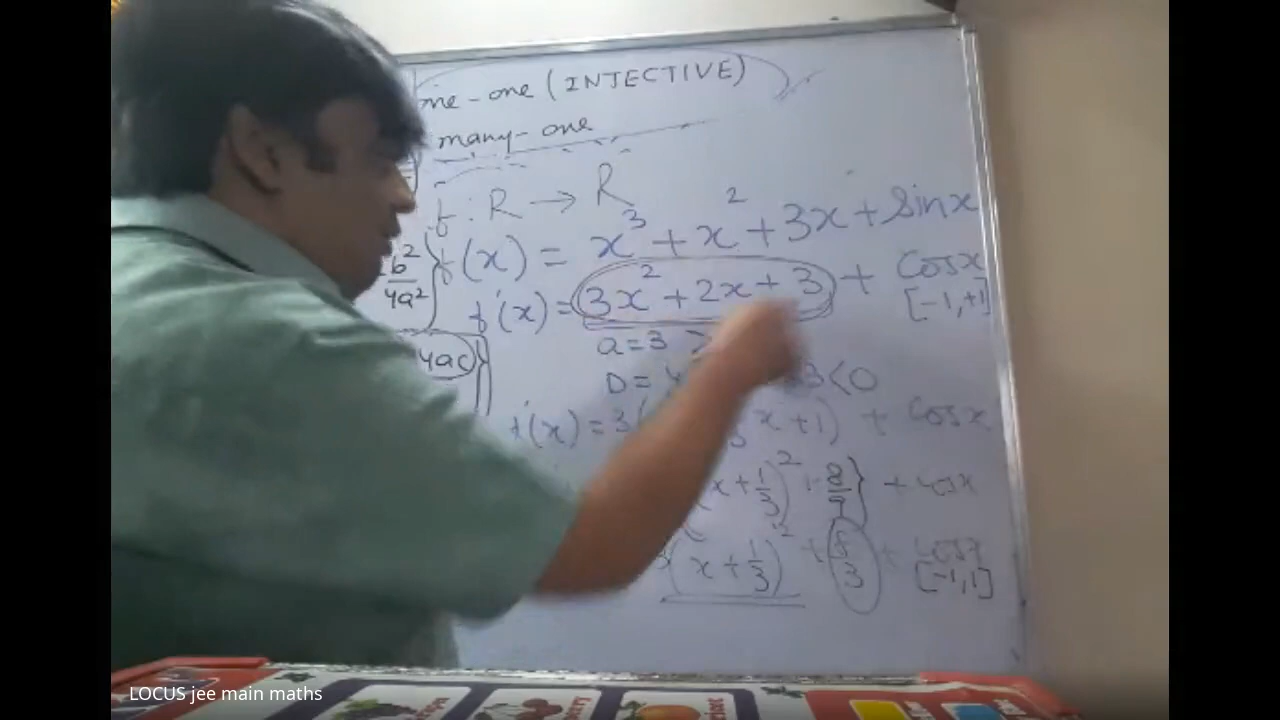 one-one (INJECTIVE)
many-one
f : R → R
f(x) = x³ + x² + 3x + sinx
b²
4a²
f'(x) = 3x² + 2x + 3 + cosx
[-1,+1]
a = 3 >
4ac
D = 3 < 0
f'(x) = 3( x + 1) + cosx
x + 1/3)² + 8/9} + cosx
(x + 1/3)² + 8/3 + cosx
[-1,1]
LOCUS jee main maths